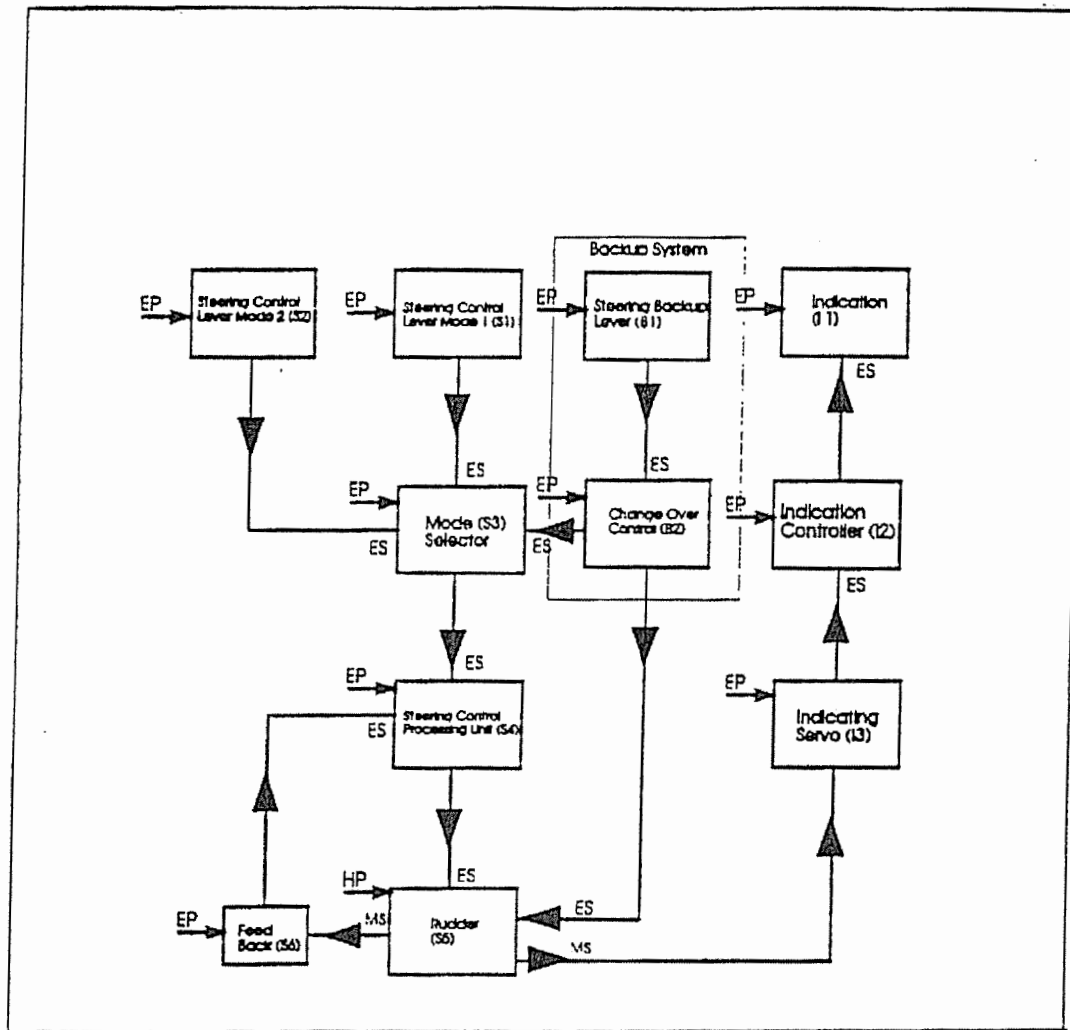 Backup System
EP
Steering Control
Lever Mode 2 (S2)
EP
Steering Control
Lever Mode 1 (S1)
EP
Steering Backup
Lever (B1)
EP
Indication
(I1)
ES
ES
ES
EP
Mode (S3)
Selector
ES
EP
Change Over
Control (B2)
ES
EP
Indication
Controller (I2)
ES
ES
EP
Steering Control
Processing Unit (S4)
ES
EP
Indicating
Servo (I3)
ES
HP
Rudder
(S5)
ES
MS
EP
Feed
Back (S6)
MS